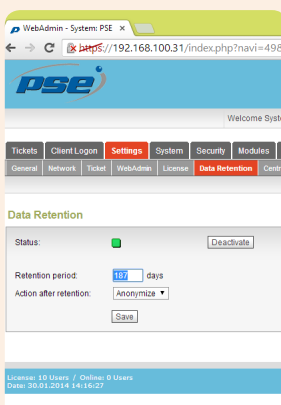 WebAdmin - System: PSE ×
https://192.168.100.31/index.php?navi=498
pse
Welcome Syst
Tickets Client Logon Settings System Security Modules
General Network Ticket WebAdmin License Data Retention Centr
Data Retention
Status: Deactivate
Retention period: 187 days
Action after retention: Anonymize
Save
License: 10 Users / Online: 0 Users
Date: 30.01.2014 14:16:27